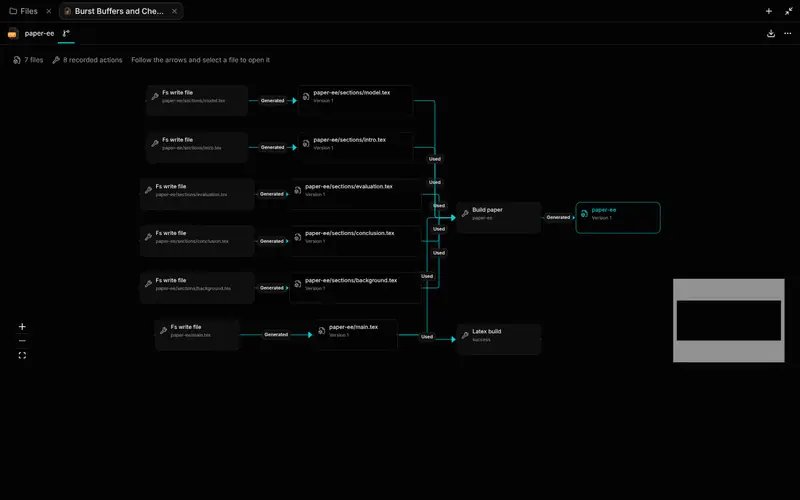 Files
Burst Buffers and Che...
paper-ee
7 files
8 recorded actions
Follow the arrows and select a file to open it
Fs write file
paper-ee/sections/model.tex
Generated
paper-ee/sections/model.tex
Version 1
Fs write file
paper-ee/sections/intro.tex
Generated
paper-ee/sections/intro.tex
Version 1
Used
Fs write file
paper-ee/sections/evaluation.tex
Generated
paper-ee/sections/evaluation.tex
Version 1
Used
Used
Build paper
paper-ee
Generated
paper-ee
Version 1
Fs write file
paper-ee/sections/conclusion.tex
Generated
paper-ee/sections/conclusion.tex
Version 1
Used
Used
Fs write file
paper-ee/sections/background.tex
Generated
paper-ee/sections/background.tex
Version 1
Used
Fs write file
paper-ee/main.tex
Generated
paper-ee/main.tex
Version 1
Used
Latex build
success